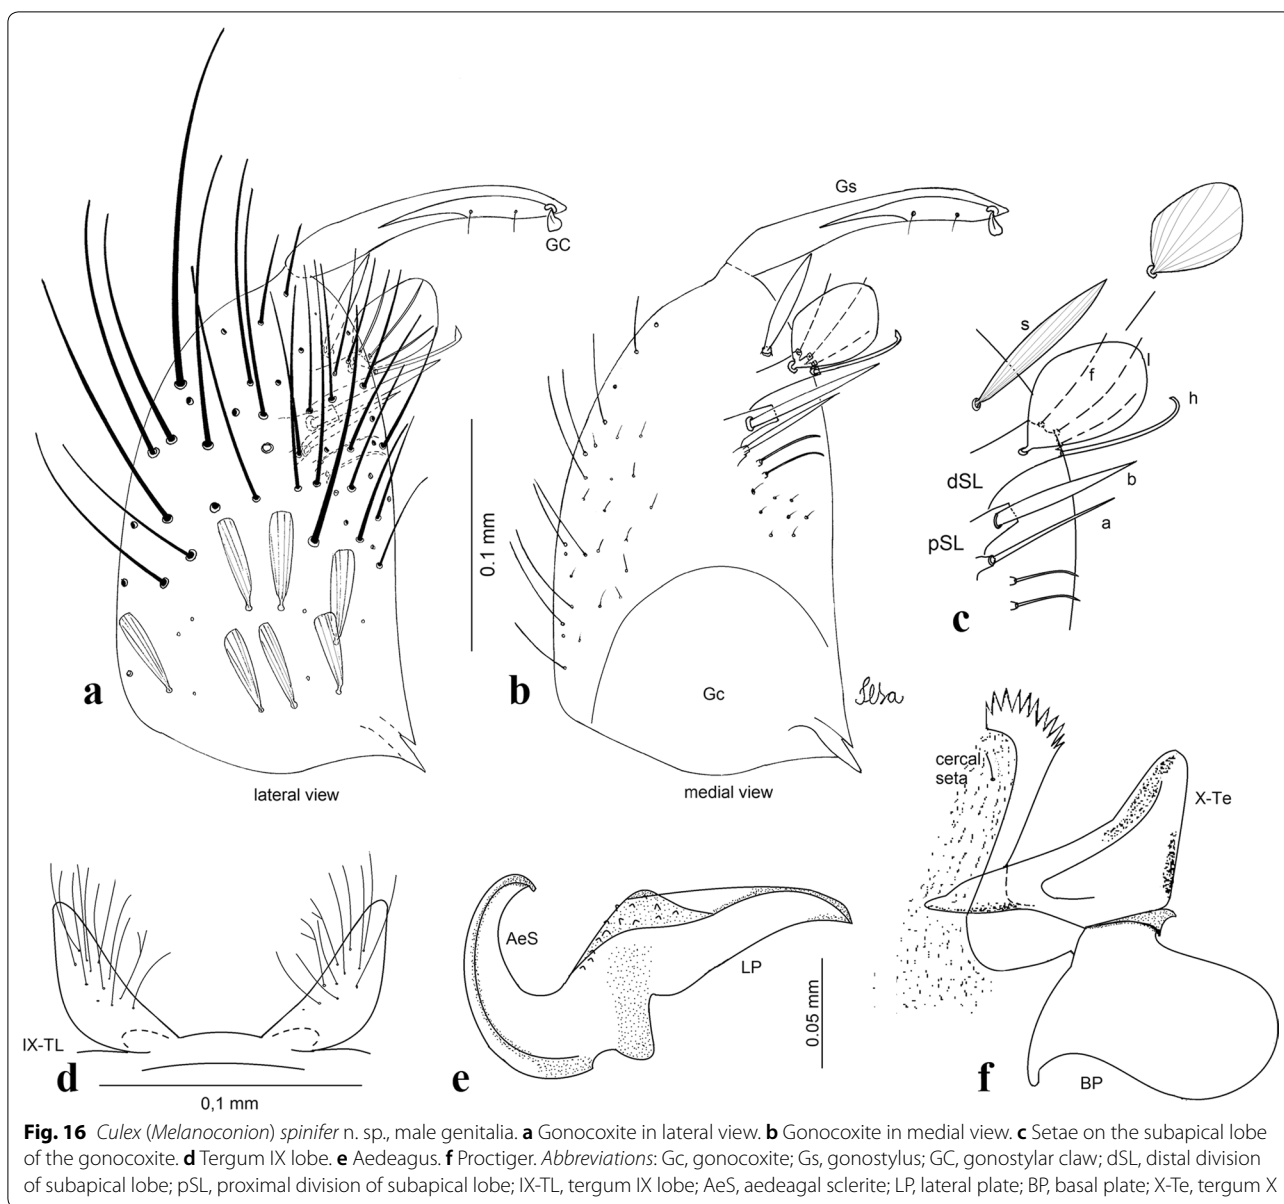 Gs
GC
s
f
l
h
dSL
b
a
pSL
0.1 mm
c
a
b
Gc
lateral view
medial view
cercal
seta
X-Te
AeS
LP
0.05 mm
IX-TL
d
e
f
BP
0,1 mm
Fig. 16 Culex (Melanoconion) spinifer n. sp., male genitalia. a Gonocoxite in lateral view. b Gonocoxite in medial view. c Setae on the subapical lobe
of the gonocoxite. d Tergum IX lobe. e Aedeagus. f Proctiger. Abbreviations: Gc, gonocoxite; Gs, gonostylus; GC, gonostylar claw; dSL, distal division
of subapical lobe; pSL, proximal division of subapical lobe; IX-TL, tergum IX lobe; AeS, aedeagal sclerite; LP, lateral plate; BP, basal plate; X-Te, tergum X